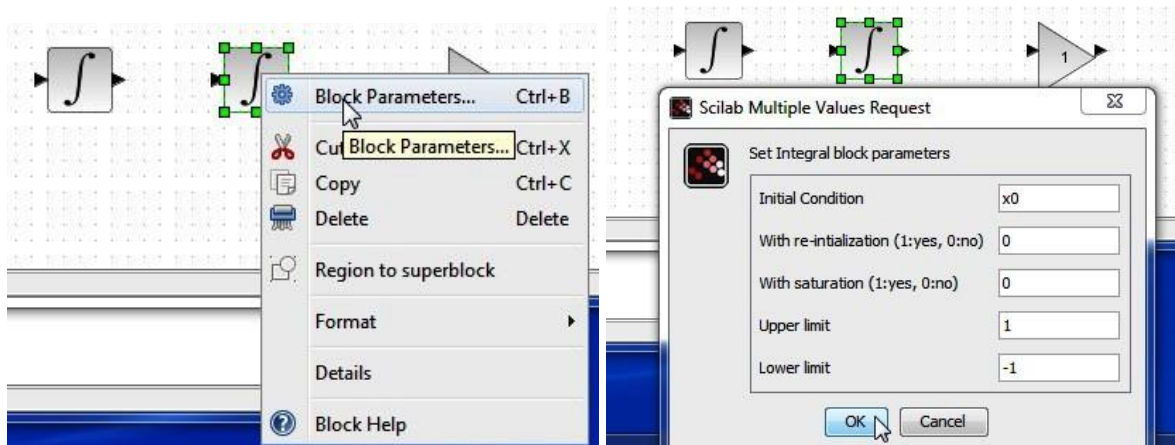 Block Parameters... Ctrl+B
Cu Block Parameters... Ctrl+X
Copy Ctrl+C
Delete Delete
Region to superblock
Format
Details
Block Help
1
Scilab Multiple Values Request
Set Integral block parameters
Initial Condition x0
With re-intialization (1:yes, 0:no) 0
With saturation (1:yes, 0:no) 0
Upper limit 1
Lower limit -1
OK Cancel